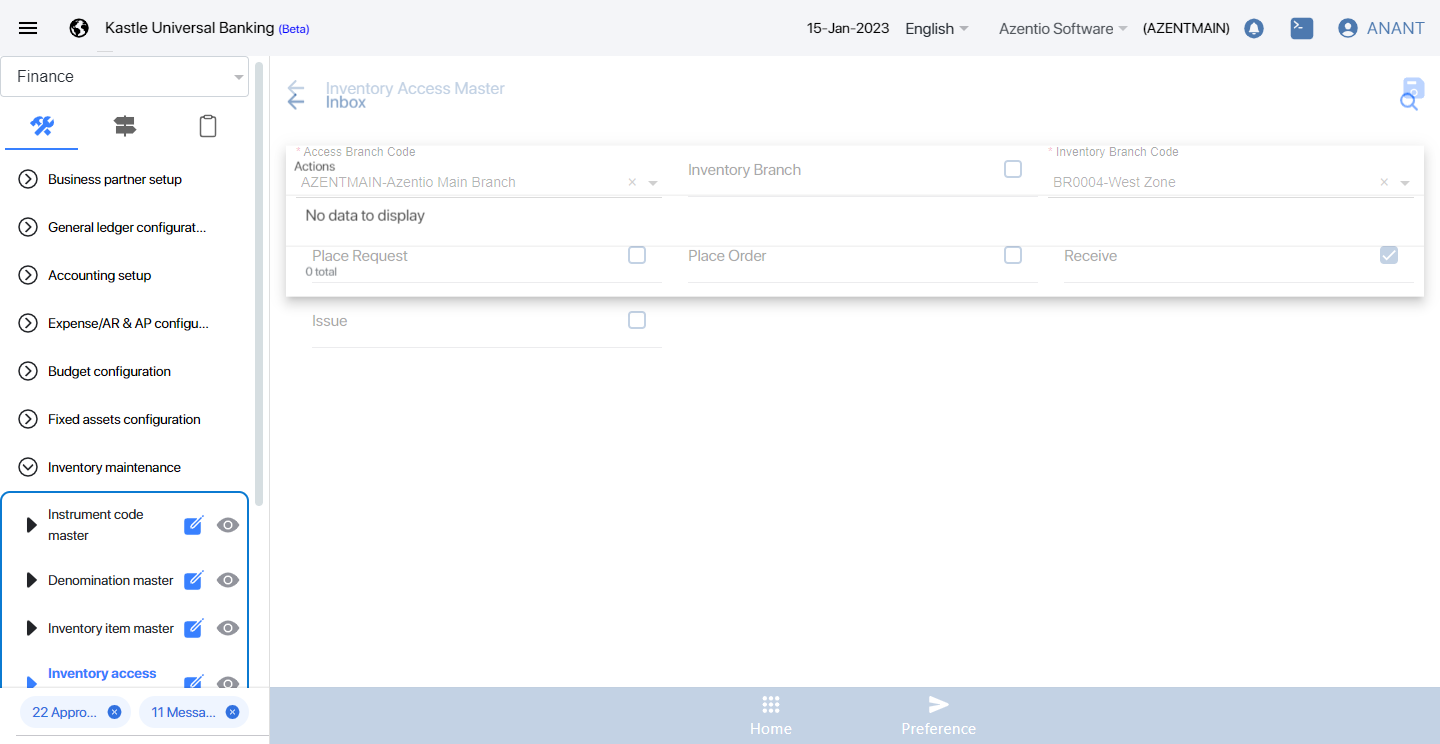 Kastle Universal Banking (Beta)
15-Jan-2023
English
Azentio Software
(AZENTMAIN)
ANANT
Finance
Business partner setup
General ledger configurat...
Accounting setup
Expense/AR & AP configu...
Budget configuration
Fixed assets configuration
Inventory maintenance
Instrument code
master
Denomination master
Inventory item master
Inventory access
22 Appro...
11 Messa...
Inventory Access Master
Inbox
* Access Branch Code
Actions
AZENTMAIN-Azentio Main Branch
Inventory Branch
* Inventory Branch Code
BR0004-West Zone
No data to display
Place Request
Place Order
Receive
0 total
Issue
Home
Preference